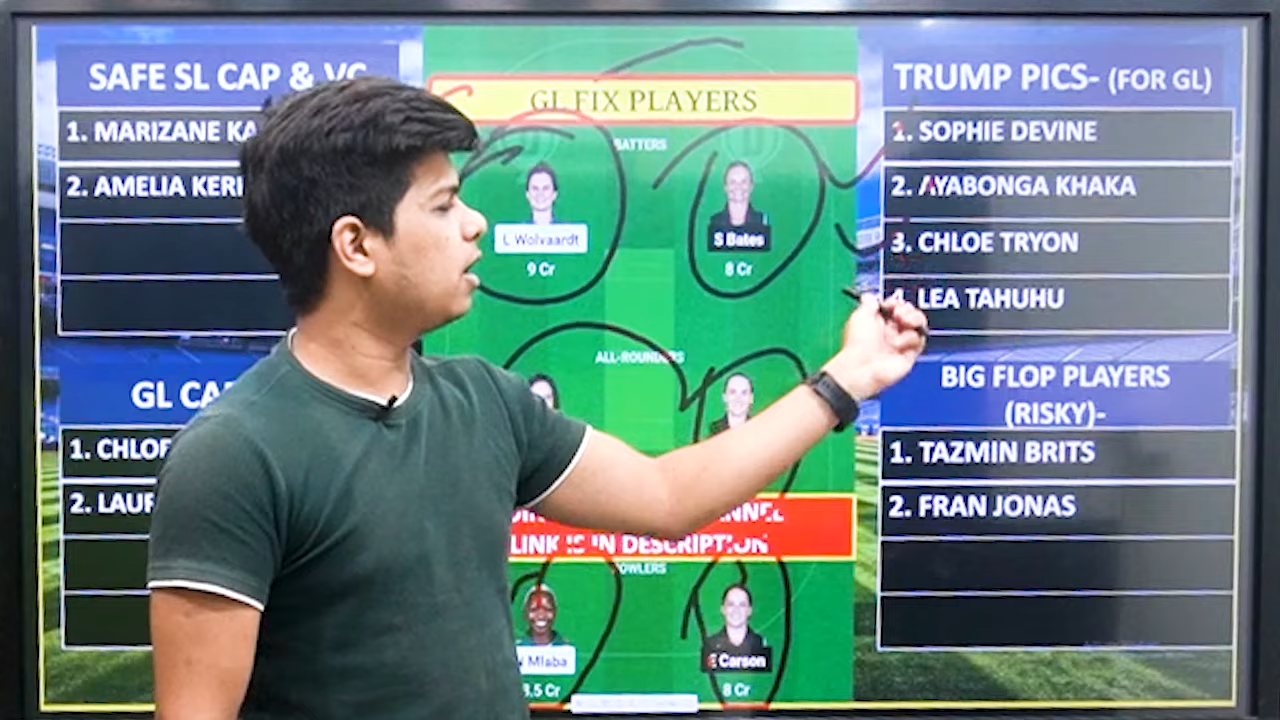 SAFE SL CAP & VC
1. MARIZANE KA
2. AMELIA KER
GL CAP
1. CHLOE
2. LAUR
GL FIX PLAYERS
BATTERS
L Wolvaardt
S Bates
9 Cr
8 Cr
ALL-ROUNDERS
NNEL
LINK IS IN DESCRIPTION
BOWLERS
N Mlaba
E Carson
8.5 Cr
8 Cr
TRUMP PICS- (FOR GL)
1. SOPHIE DEVINE
2. AYABONGA KHAKA
3. CHLOE TRYON
4. LEA TAHUHU
BIG FLOP PLAYERS
(RISKY)-
1. TAZMIN BRITS
2. FRAN JONAS